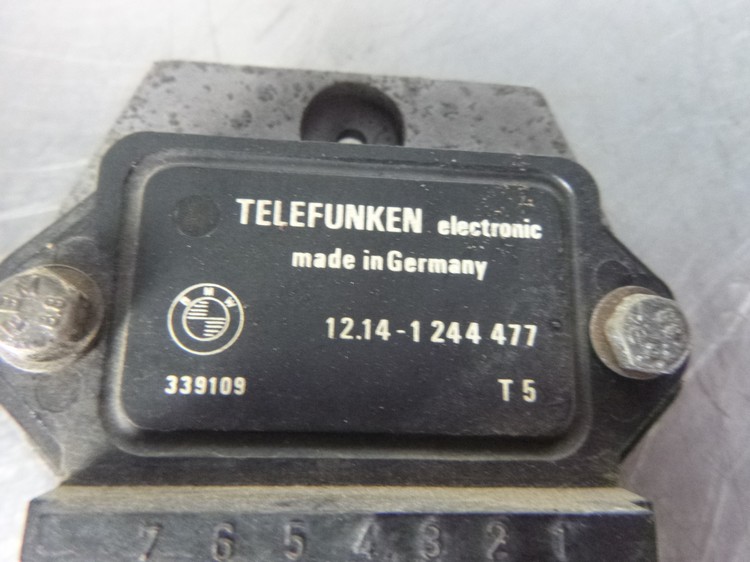 TELEFUNKEN electronic
made in Germany
BMW
12.14-1 244 477
339109 T 5
7 6 5 4 3 2 1